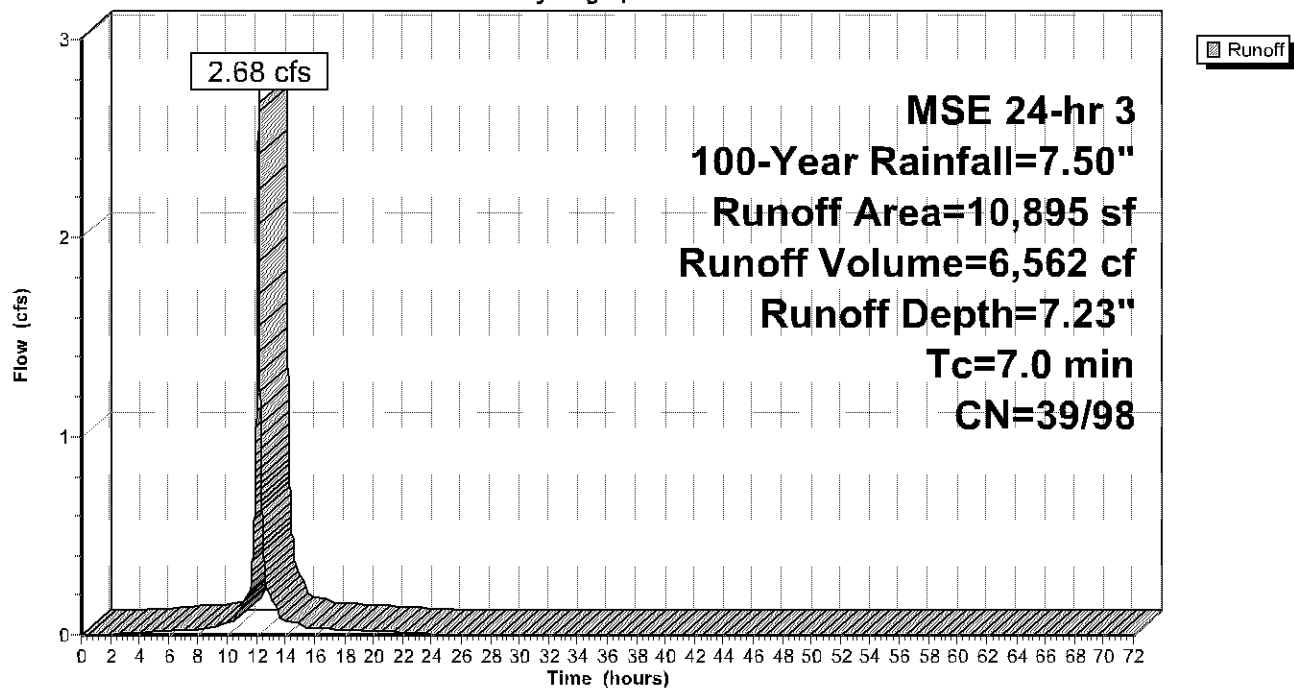 Runoff
2.68 cfs
MSE 24-hr 3
100-Year Rainfall=7.50"
Runoff Area=10,895 sf
Runoff Volume=6,562 cf
Runoff Depth=7.23"
Tc=7.0 min
CN=39/98
3
2
1
0
Flow (cfs)
0 2 4 6 8 10 12 14 16 18 20 22 24 26 28 30 32 34 36 38 40 42 44 46 48 50 52 54 56 58 60 62 64 66 68 70 72
Time (hours)